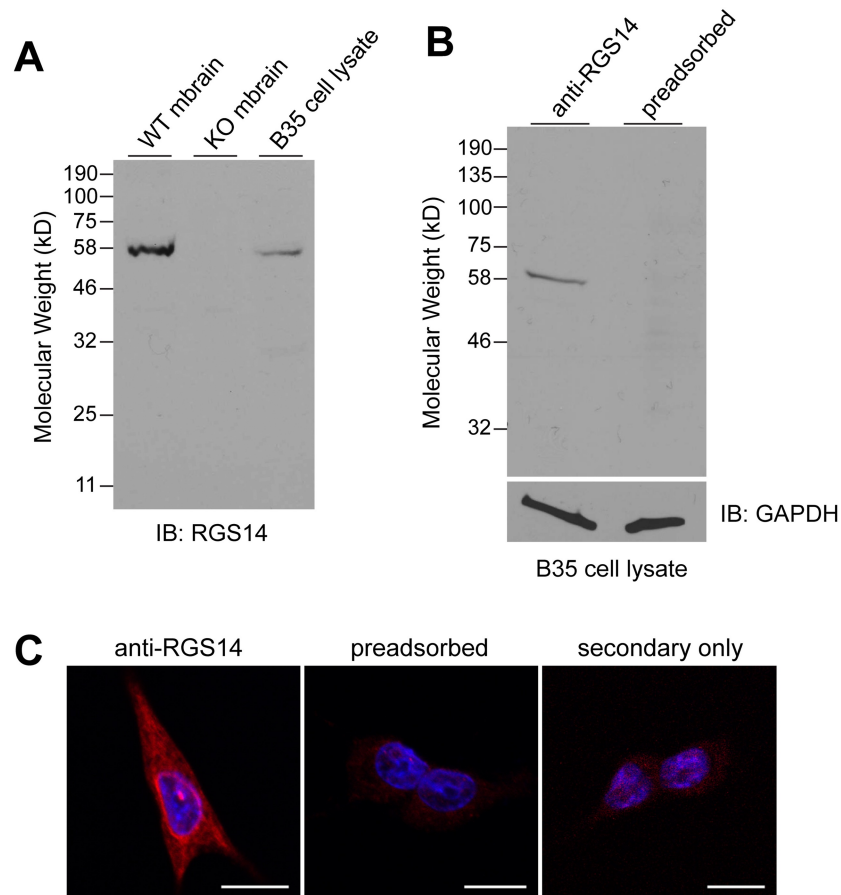 A
WT mbrain
KO mbrain
B35 cell lysate
Molecular Weight (kD)
190
100
75
58
46
32
25
11
IB: RGS14
B
anti-RGS14
preadsorbed
Molecular Weight (kD)
190
135
100
75
58
46
32
IB: GAPDH
B35 cell lysate
C
anti-RGS14
preadsorbed
secondary only